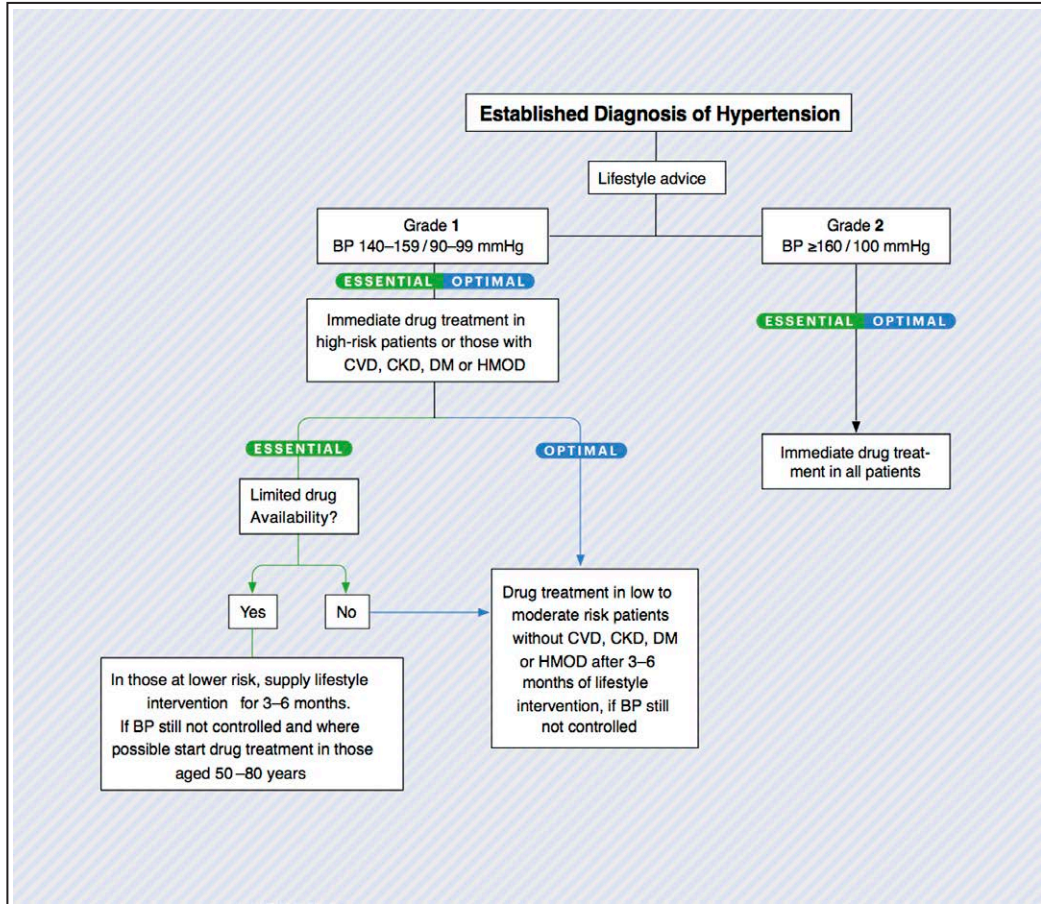 Established Diagnosis of Hypertension
Lifestyle advice
Grade 1
BP 140–159 / 90–99 mmHg
Grade 2
BP ≥160 / 100 mmHg
ESSENTIAL OPTIMAL
Immediate drug treatment in
high-risk patients or those with
CVD, CKD, DM or HMOD
ESSENTIAL OPTIMAL
Immediate drug treat-
ment in all patients
ESSENTIAL
OPTIMAL
Limited drug
Availability?
Yes
No
In those at lower risk, supply lifestyle
intervention for 3–6 months.
If BP still not controlled and where
possible start drug treatment in those
aged 50–80 years
Drug treatment in low to
moderate risk patients
without CVD, CKD, DM
or HMOD after 3–6
months of lifestyle
intervention, if BP still
not controlled